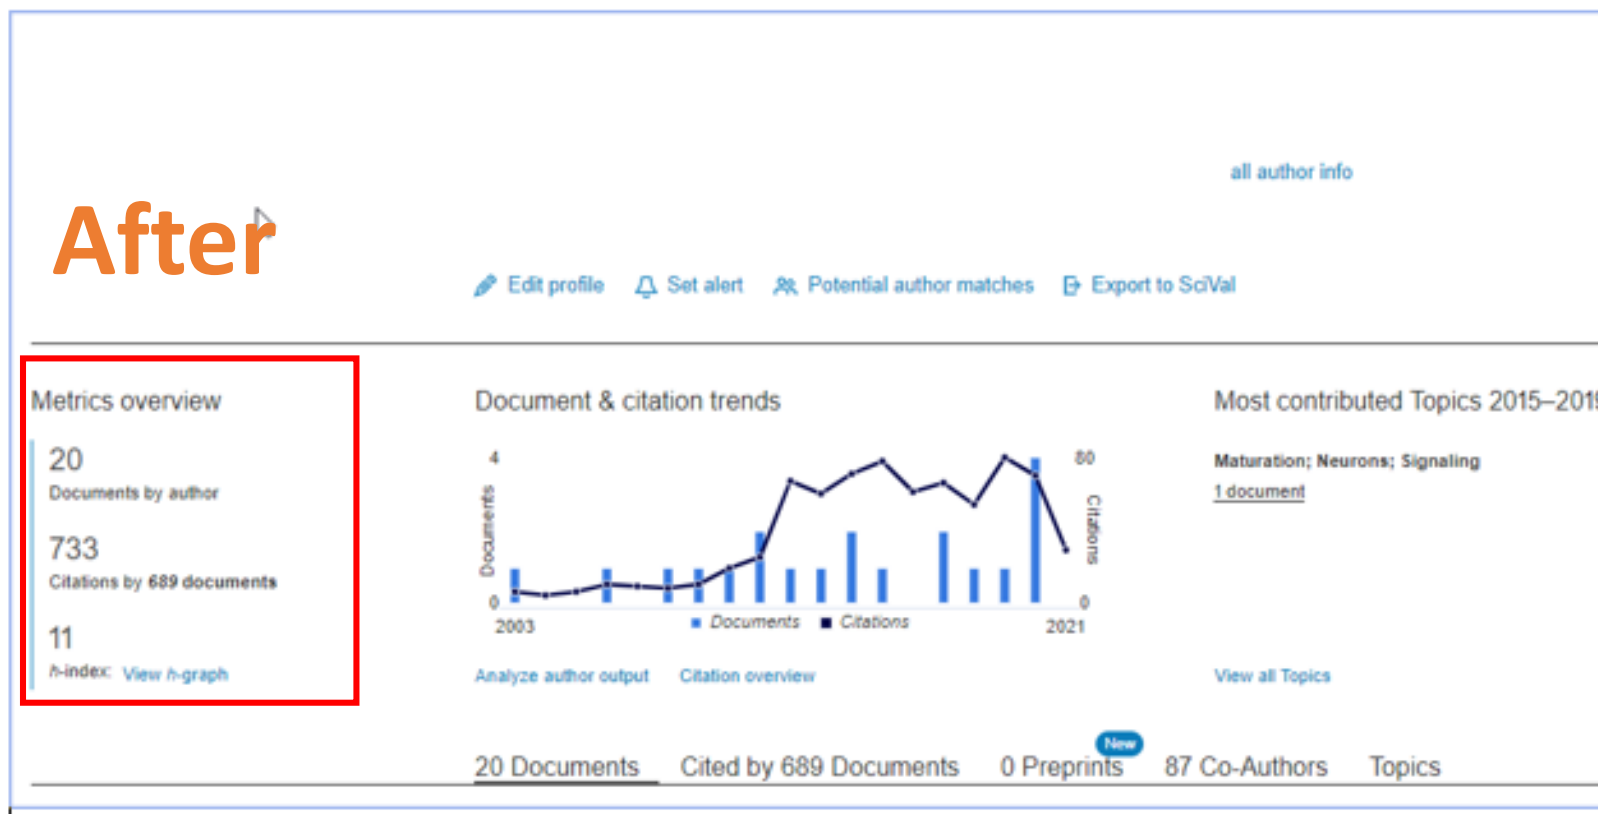 all author info
After
Edit profile Set alert Potential author matches Export to SciVal
Metrics overview
20
Documents by author
733
Citations by 689 documents
11
h-index: View h-graph
Document & citation trends
4
80
Documents
Citations
0
0
2003
Documents Citations
2021
Analyze author output Citation overview
Most contributed Topics 2015–2019
Maturation; Neurons; Signaling
1 document
View all Topics
New
20 Documents Cited by 689 Documents 0 Preprints 87 Co-Authors Topics